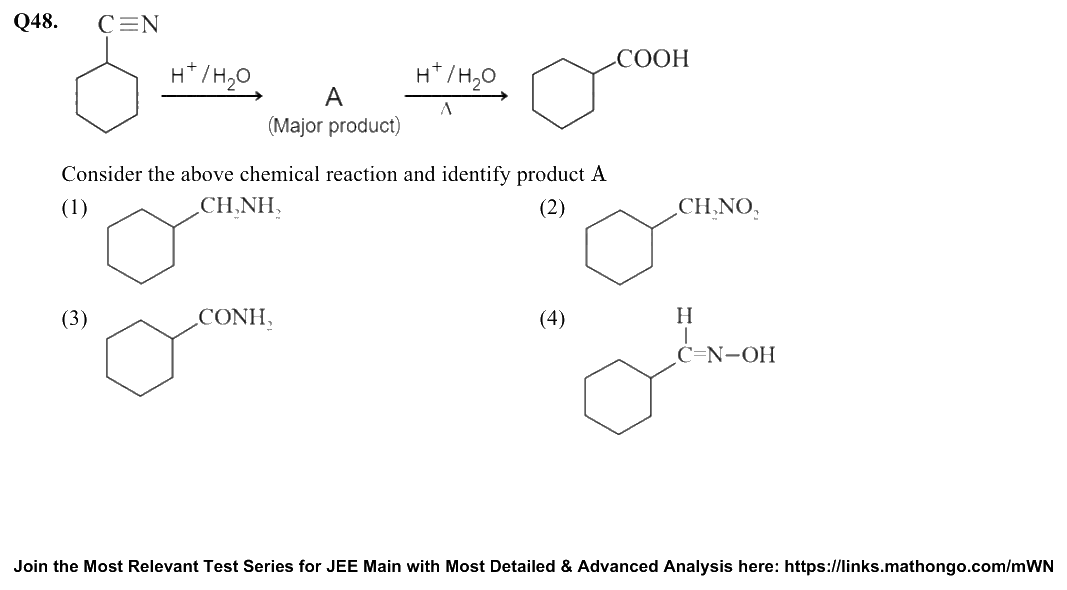 Q48.
C≡N
H⁺/H₂O
A
(Major product)
H⁺/H₂O
Λ
COOH
Consider the above chemical reaction and identify product A
(1) CH₂NH₂
(2) CH₂NO₂
(3) CONH₂
(4) H
C=N−OH
Join the Most Relevant Test Series for JEE Main with Most Detailed & Advanced Analysis here: https://links.mathongo.com/mWN